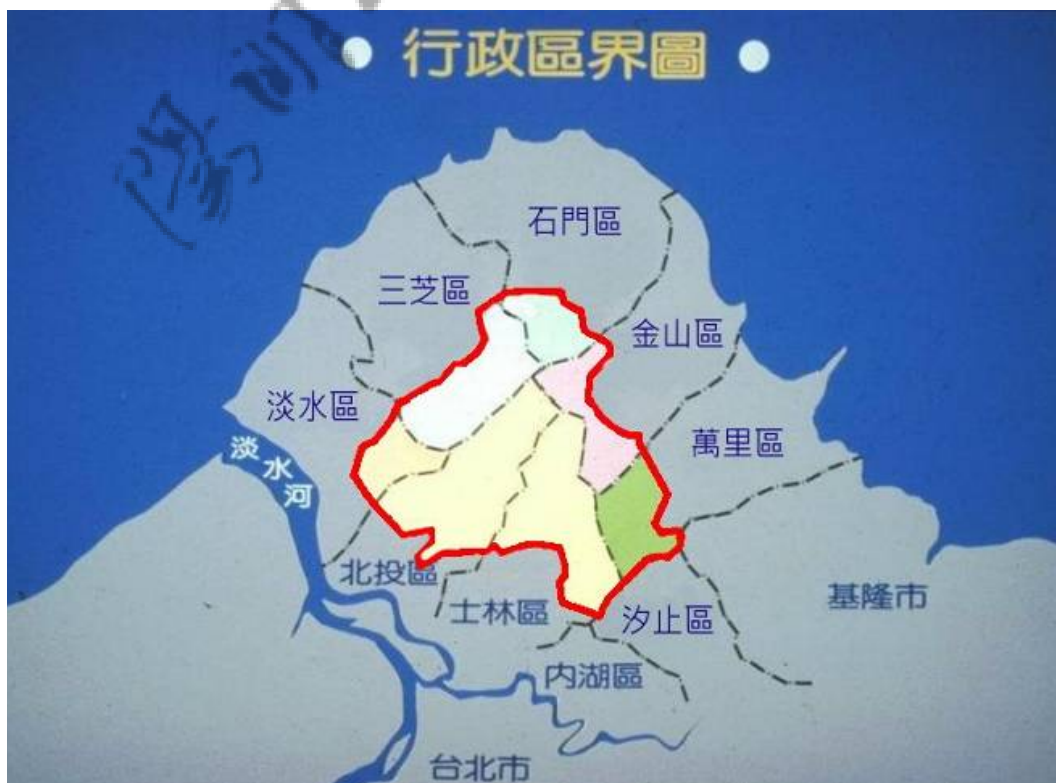 行政區界圖
石門區
三芝區
金山區
淡水區
萬里區
淡水河
北投區
士林區
汐止區
基隆市
內湖區
台北市